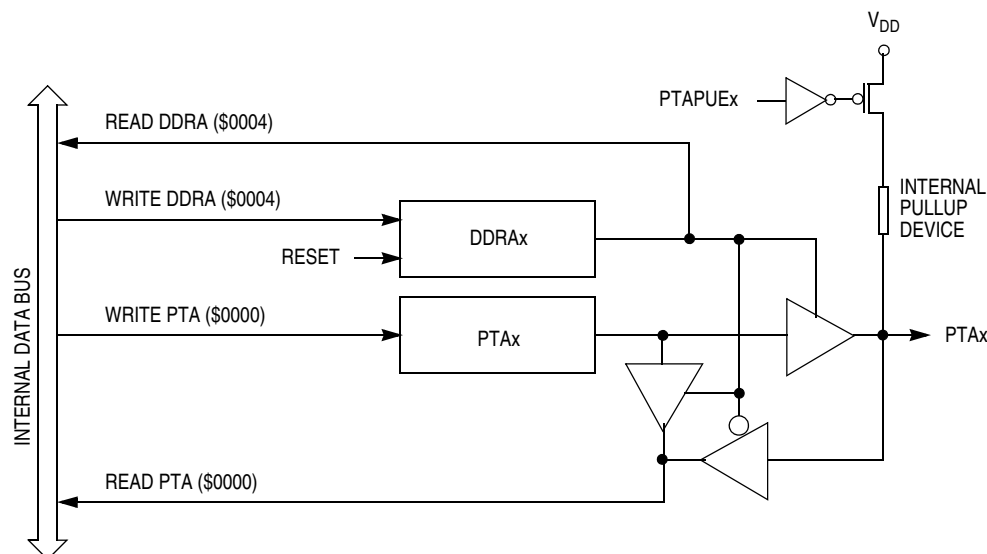 VDD
PTAPUEx
READ DDRA ($0004)
WRITE DDRA ($0004)
INTERNAL
PULLUP
DEVICE
DDRAx
RESET
INTERNAL DATA BUS
WRITE PTA ($0000)
PTAx
PTAx
READ PTA ($0000)